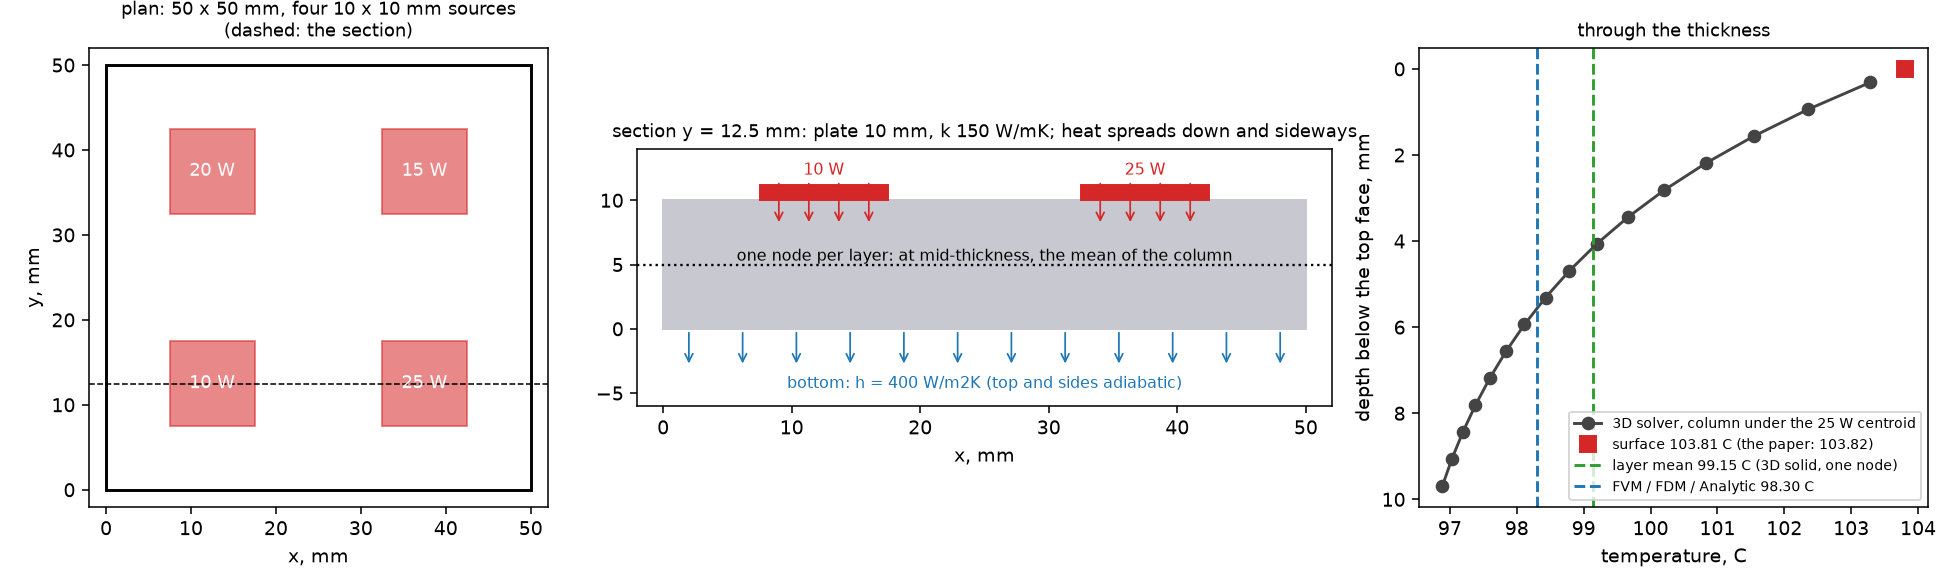 plan: 50 x 50 mm, four 10 x 10 mm sources
(dashed: the section)
50
40
30
20
10
0
y, mm
20 W
15 W
10 W
25 W
0
10
20
30
40
50
x, mm
section y = 12.5 mm: plate 10 mm, k 150 W/mK; heat spreads down and sideways
10 W
25 W
10
5
0
−5
one node per layer: at mid-thickness, the mean of the column
bottom: h = 400 W/m2K (top and sides adiabatic)
0
10
20
30
40
50
x, mm
through the thickness
0
2
4
6
8
10
depth below the top face, mm
3D solver, column under the 25 W centroid
surface 103.81 C (the paper: 103.82)
layer mean 99.15 C (3D solid, one node)
FVM / FDM / Analytic 98.30 C
97
98
99
100
101
102
103
104
temperature, C